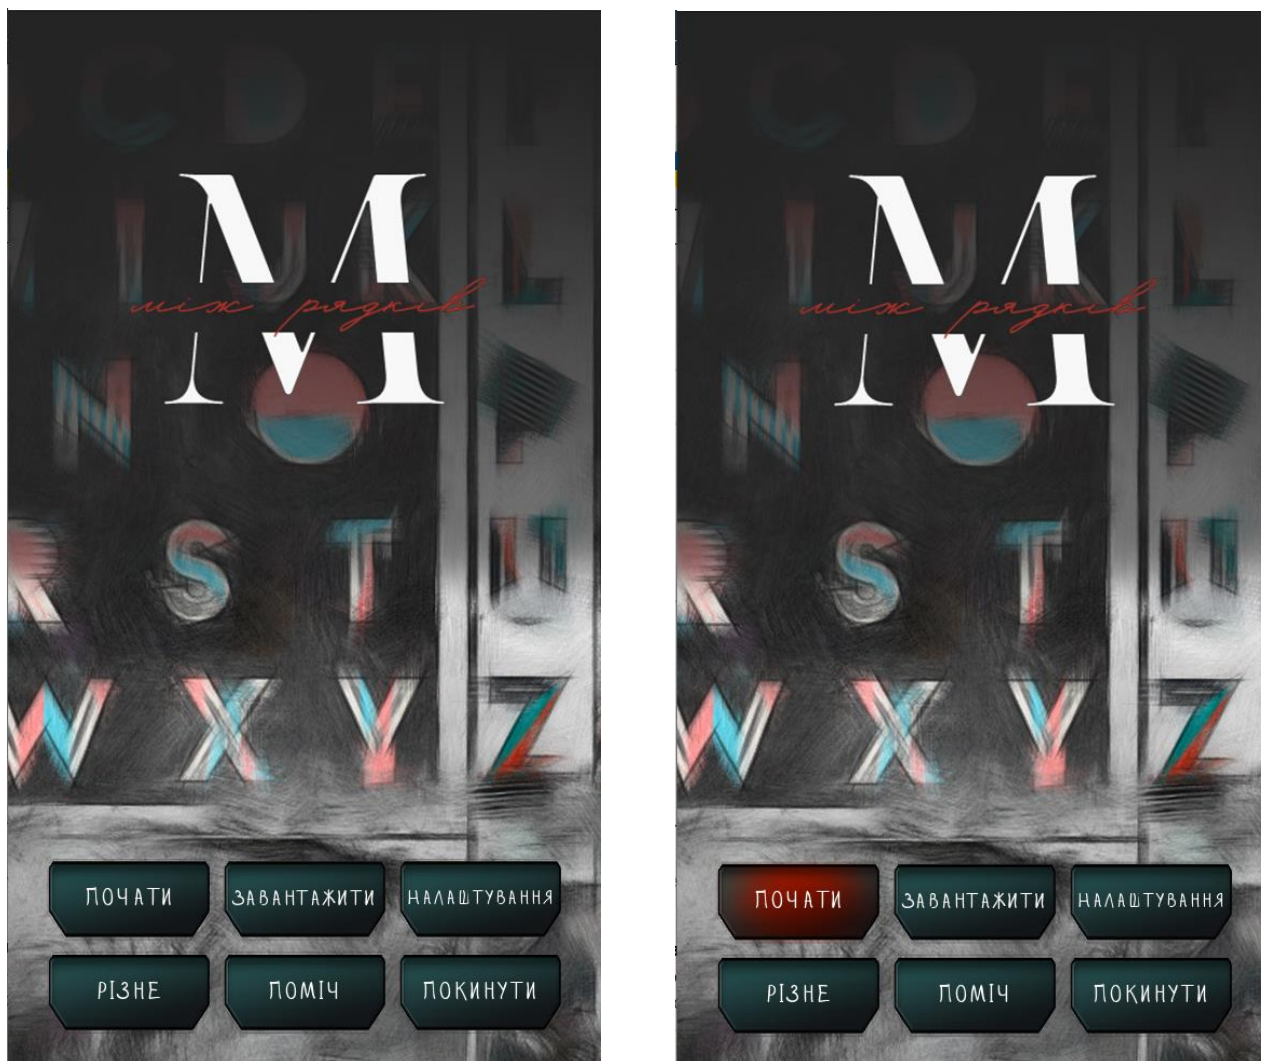 C D E
I J K L
M
між рядків
N
R S T U
W X Y Z
ПОЧАТИ ЗАВАНТАЖИТИ НАЛАШТУВАННЯ
РІЗНЕ ПОМІЧ ПОКИНУТИ
C D E
I J K L
M
між рядків
N
R S T U
W X Y Z
ПОЧАТИ ЗАВАНТАЖИТИ НАЛАШТУВАННЯ
РІЗНЕ ПОМІЧ ПОКИНУТИ